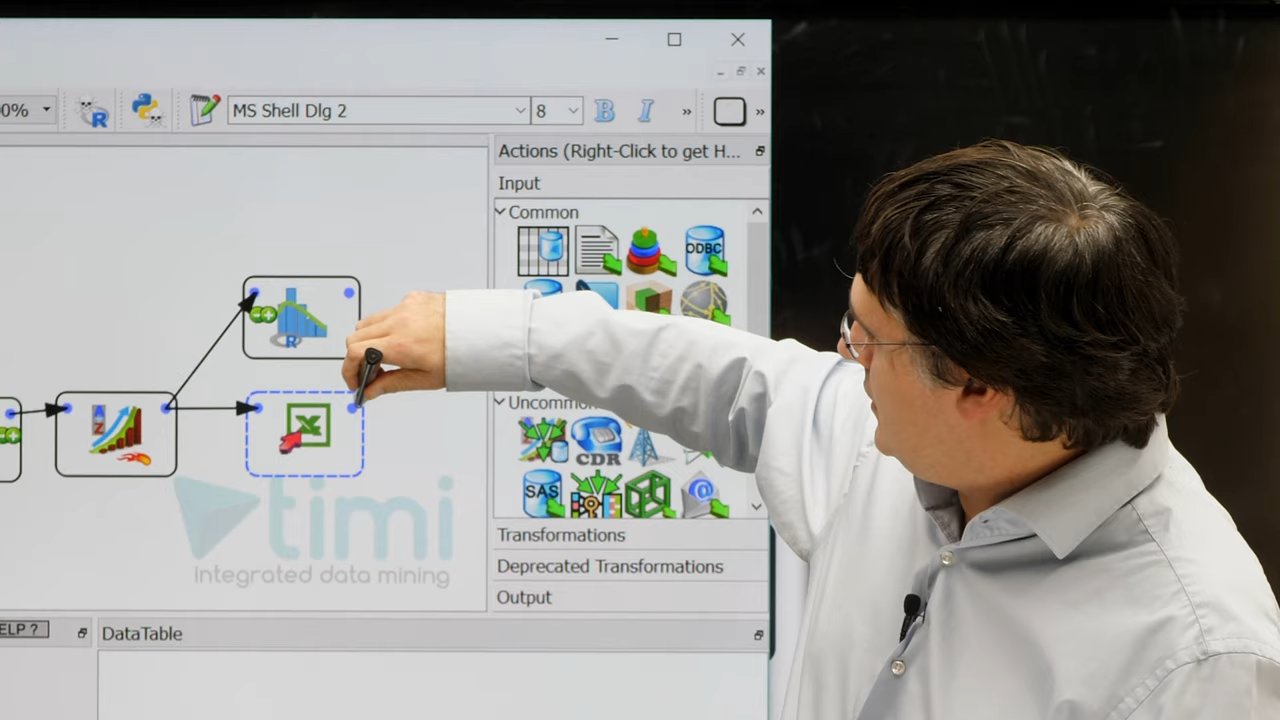 0%
R
MS Shell Dlg 2
8
B
I
»
»
Actions (Right-Click to get H...
Input
Common
ODBC
R
A
Z
X
Uncommon
CDR
SAS
@
timi
Integrated data mining
Transformations
Deprecated Transformations
Output
ELP ?
DataTable